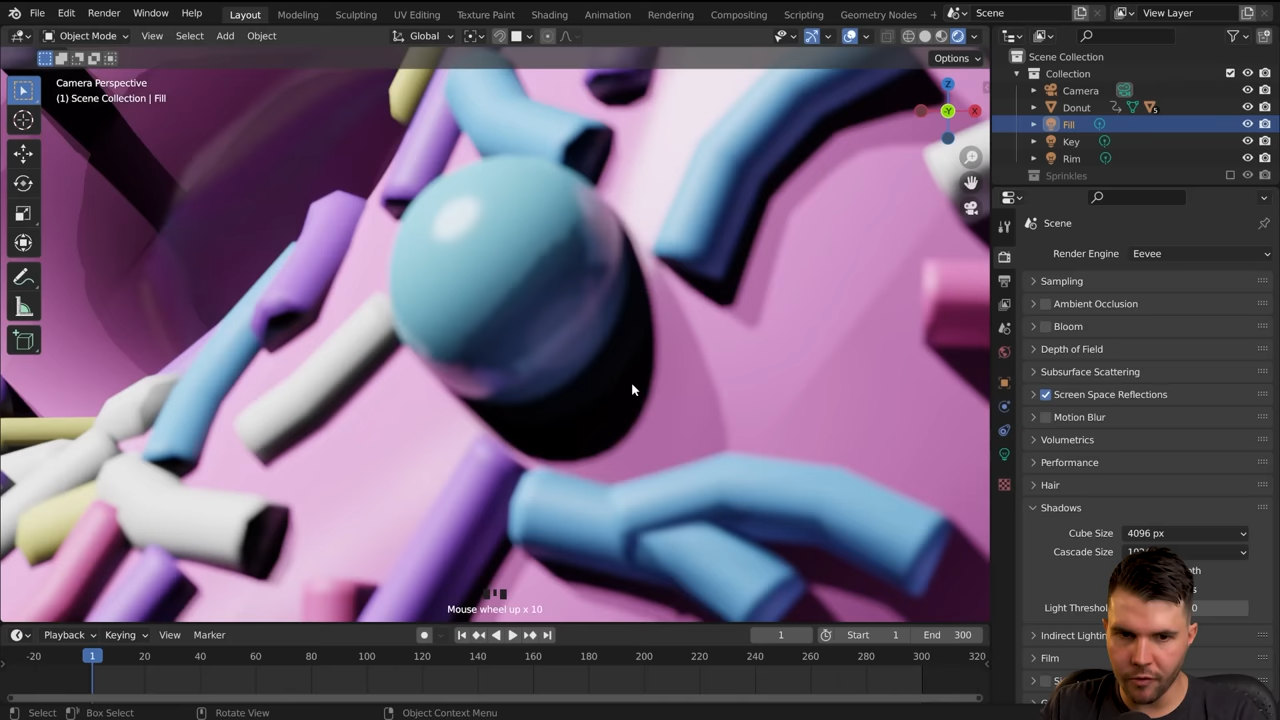 File Edit Render Window Help Layout Modeling Sculpting UV Editing Texture Paint Shading Animation Rendering Compositing Scripting Geometry Nodes + Scene View Layer
Object Mode View Select Add Object Global
Options
Camera Perspective
(1) Scene Collection | Fill
Z
X
Y
Mouse wheel up x 10
Scene Collection
Collection
Camera
Donut 5
Fill
Key
Rim
Sprinkles
Scene
Render Engine Eevee
Sampling
Ambient Occlusion
Bloom
Depth of Field
Subsurface Scattering
Screen Space Reflections
Motion Blur
Volumetrics
Performance
Hair
Shadows
Cube Size 4096 px
Cascade Size
Light Threshold
Indirect Lighting
Film
Playback Keying View Marker 1 Start 1 End 300
-20 1 20 40 60 80 100 120 140 160 180 200 220 240 260 280 300 320
Select Box Select Rotate View Object Context Menu